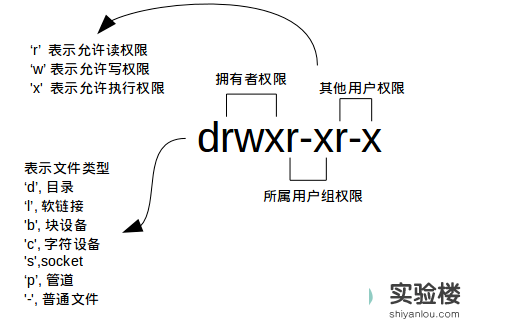 ‘r’ 表示允许读权限
‘w’ 表示允许写权限
‘x’ 表示允许执行权限
拥有者权限
其他用户权限
drwxr-xr-x
所属用户组权限
表示文件类型
‘d’, 目录
‘l’, 软链接
'b', 块设备
'c', 字符设备
's',socket
‘p’, 管道
'-', 普通文件
实验楼
shiyanlou.com